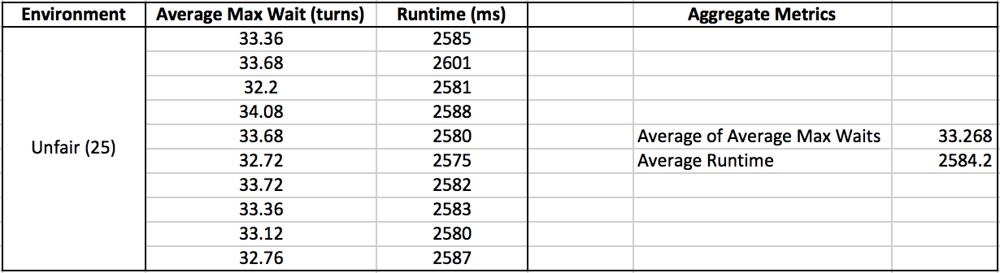 Environment Average Max Wait (turns) Runtime (ms) Aggregate Metrics
33.36 2585
33.68 2601
32.2 2581
34.08 2588
33.68 2580 Average of Average Max Waits 33.268
Unfair (25)
32.72 2575 Average Runtime 2584.2
33.72 2582
33.36 2583
33.12 2580
32.76 2587